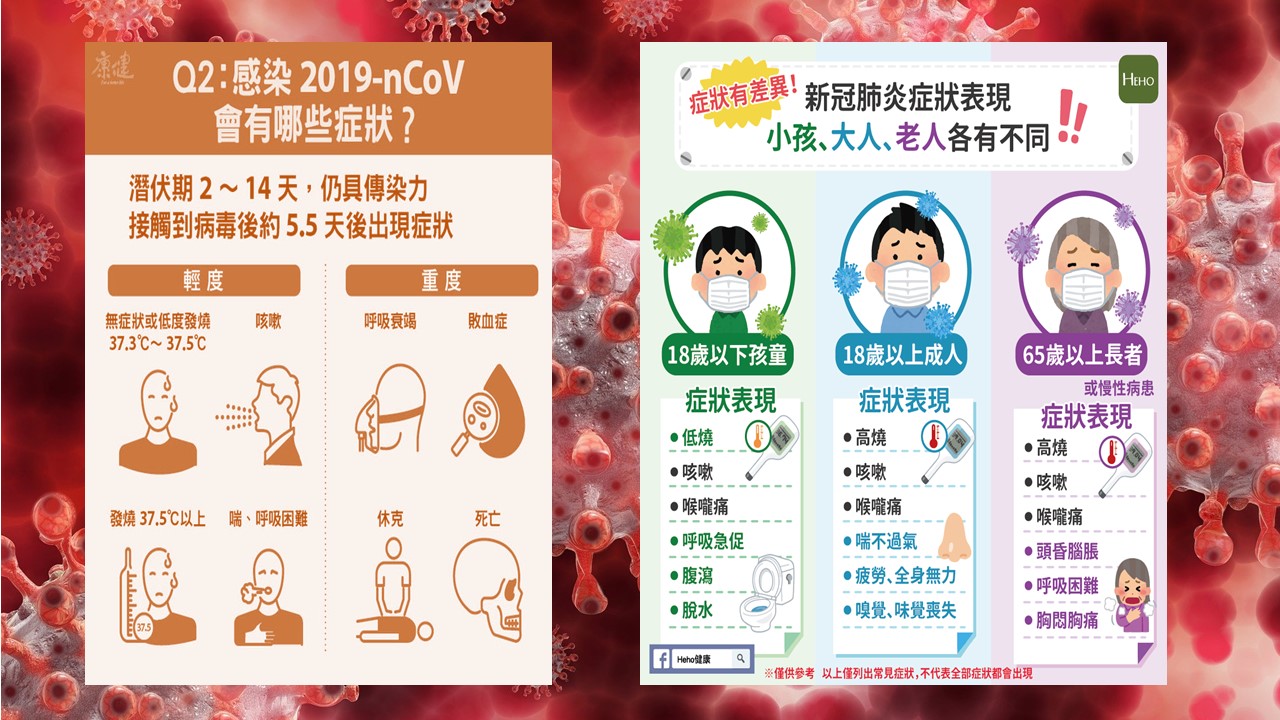 康健
Q2：感染 2019-nCoV
會有哪些症狀？
潛伏期 2 ～ 14 天，仍具傳染力
接觸到病毒後約 5.5 天後出現症狀
輕度
無症狀或低度發燒
37.3℃～ 37.5℃
咳嗽
發燒 37.5℃以上
37.5
喘、呼吸困難
重度
呼吸衰竭
敗血症
休克
死亡
HEHO
症狀有差異！
新冠肺炎症狀表現
小孩、大人、老人各有不同!!
18歲以下孩童
症狀表現
●低燒
●咳嗽
●喉嚨痛
●呼吸急促
●腹瀉
●脫水
18歲以上成人
症狀表現
●高燒
●咳嗽
●喉嚨痛
●喘不過氣
●疲勞、全身無力
●嗅覺、味覺喪失
65歲以上長者
或慢性病患
症狀表現
●高燒
●咳嗽
●喉嚨痛
●頭昏腦脹
●呼吸困難
●胸悶胸痛
f Heho健康
※僅供參考 以上僅列出常見症狀，不代表全部症狀都會出現